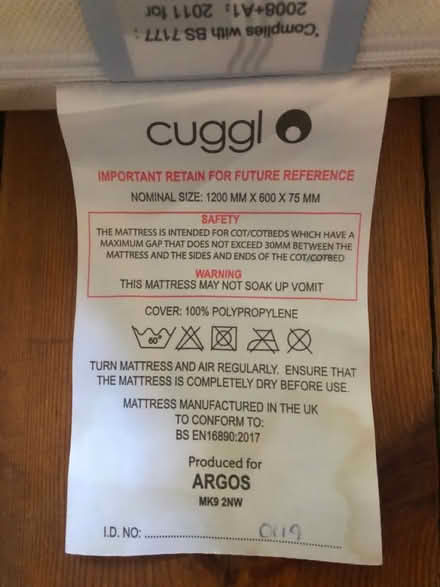 "Complies with BS 7177:
2008+A1: 2011 for
cuggl
IMPORTANT RETAIN FOR FUTURE REFERENCE
NOMINAL SIZE: 1200 MM X 600 X 75 MM
SAFETY
THE MATTRESS IS INTENDED FOR COT/COTBEDS WHICH HAVE A
MAXIMUM GAP THAT DOES NOT EXCEED 30MM BETWEEN THE
MATTRESS AND THE SIDES AND ENDS OF THE COT/COTBED
WARNING
THIS MATTRESS MAY NOT SOAK UP VOMIT
COVER: 100% POLYPROPYLENE
60°
TURN MATTRESS AND AIR REGULARLY. ENSURE THAT
THE MATTRESS IS COMPLETELY DRY BEFORE USE.
MATTRESS MANUFACTURED IN THE UK
TO CONFORM TO:
BS EN16890:2017
Produced for
ARGOS
MK9 2NW
I.D. NO: